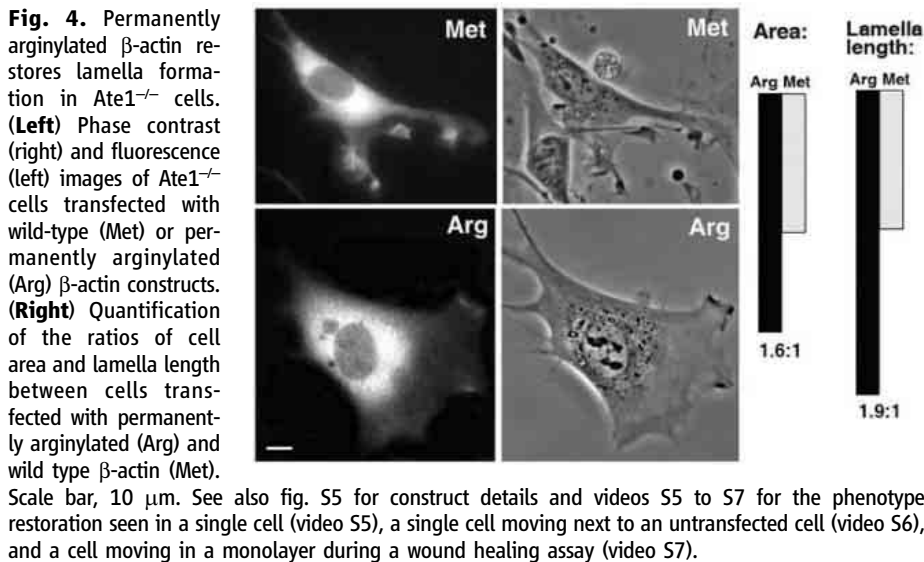 Fig. 4. Permanently
arginylated β-actin re-
stores lamella forma-
tion in Ate1−/− cells.
(Left) Phase contrast
(right) and fluorescence
(left) images of Ate1−/−
cells transfected with
wild-type (Met) or per-
manently arginylated
(Arg) β-actin constructs.
(Right) Quantification
of the ratios of cell
area and lamella length
between cells trans-
fected with permanent-
ly arginylated (Arg) and
wild type β-actin (Met).
Scale bar, 10 μm. See also fig. S5 for construct details and videos S5 to S7 for the phenotype
restoration seen in a single cell (video S5), a single cell moving next to an untransfected cell (video S6),
and a cell moving in a monolayer during a wound healing assay (video S7).
Met
Met
Arg
Arg
Area:
Arg Met
1.6:1
Lamella
length:
Arg Met
1.9:1